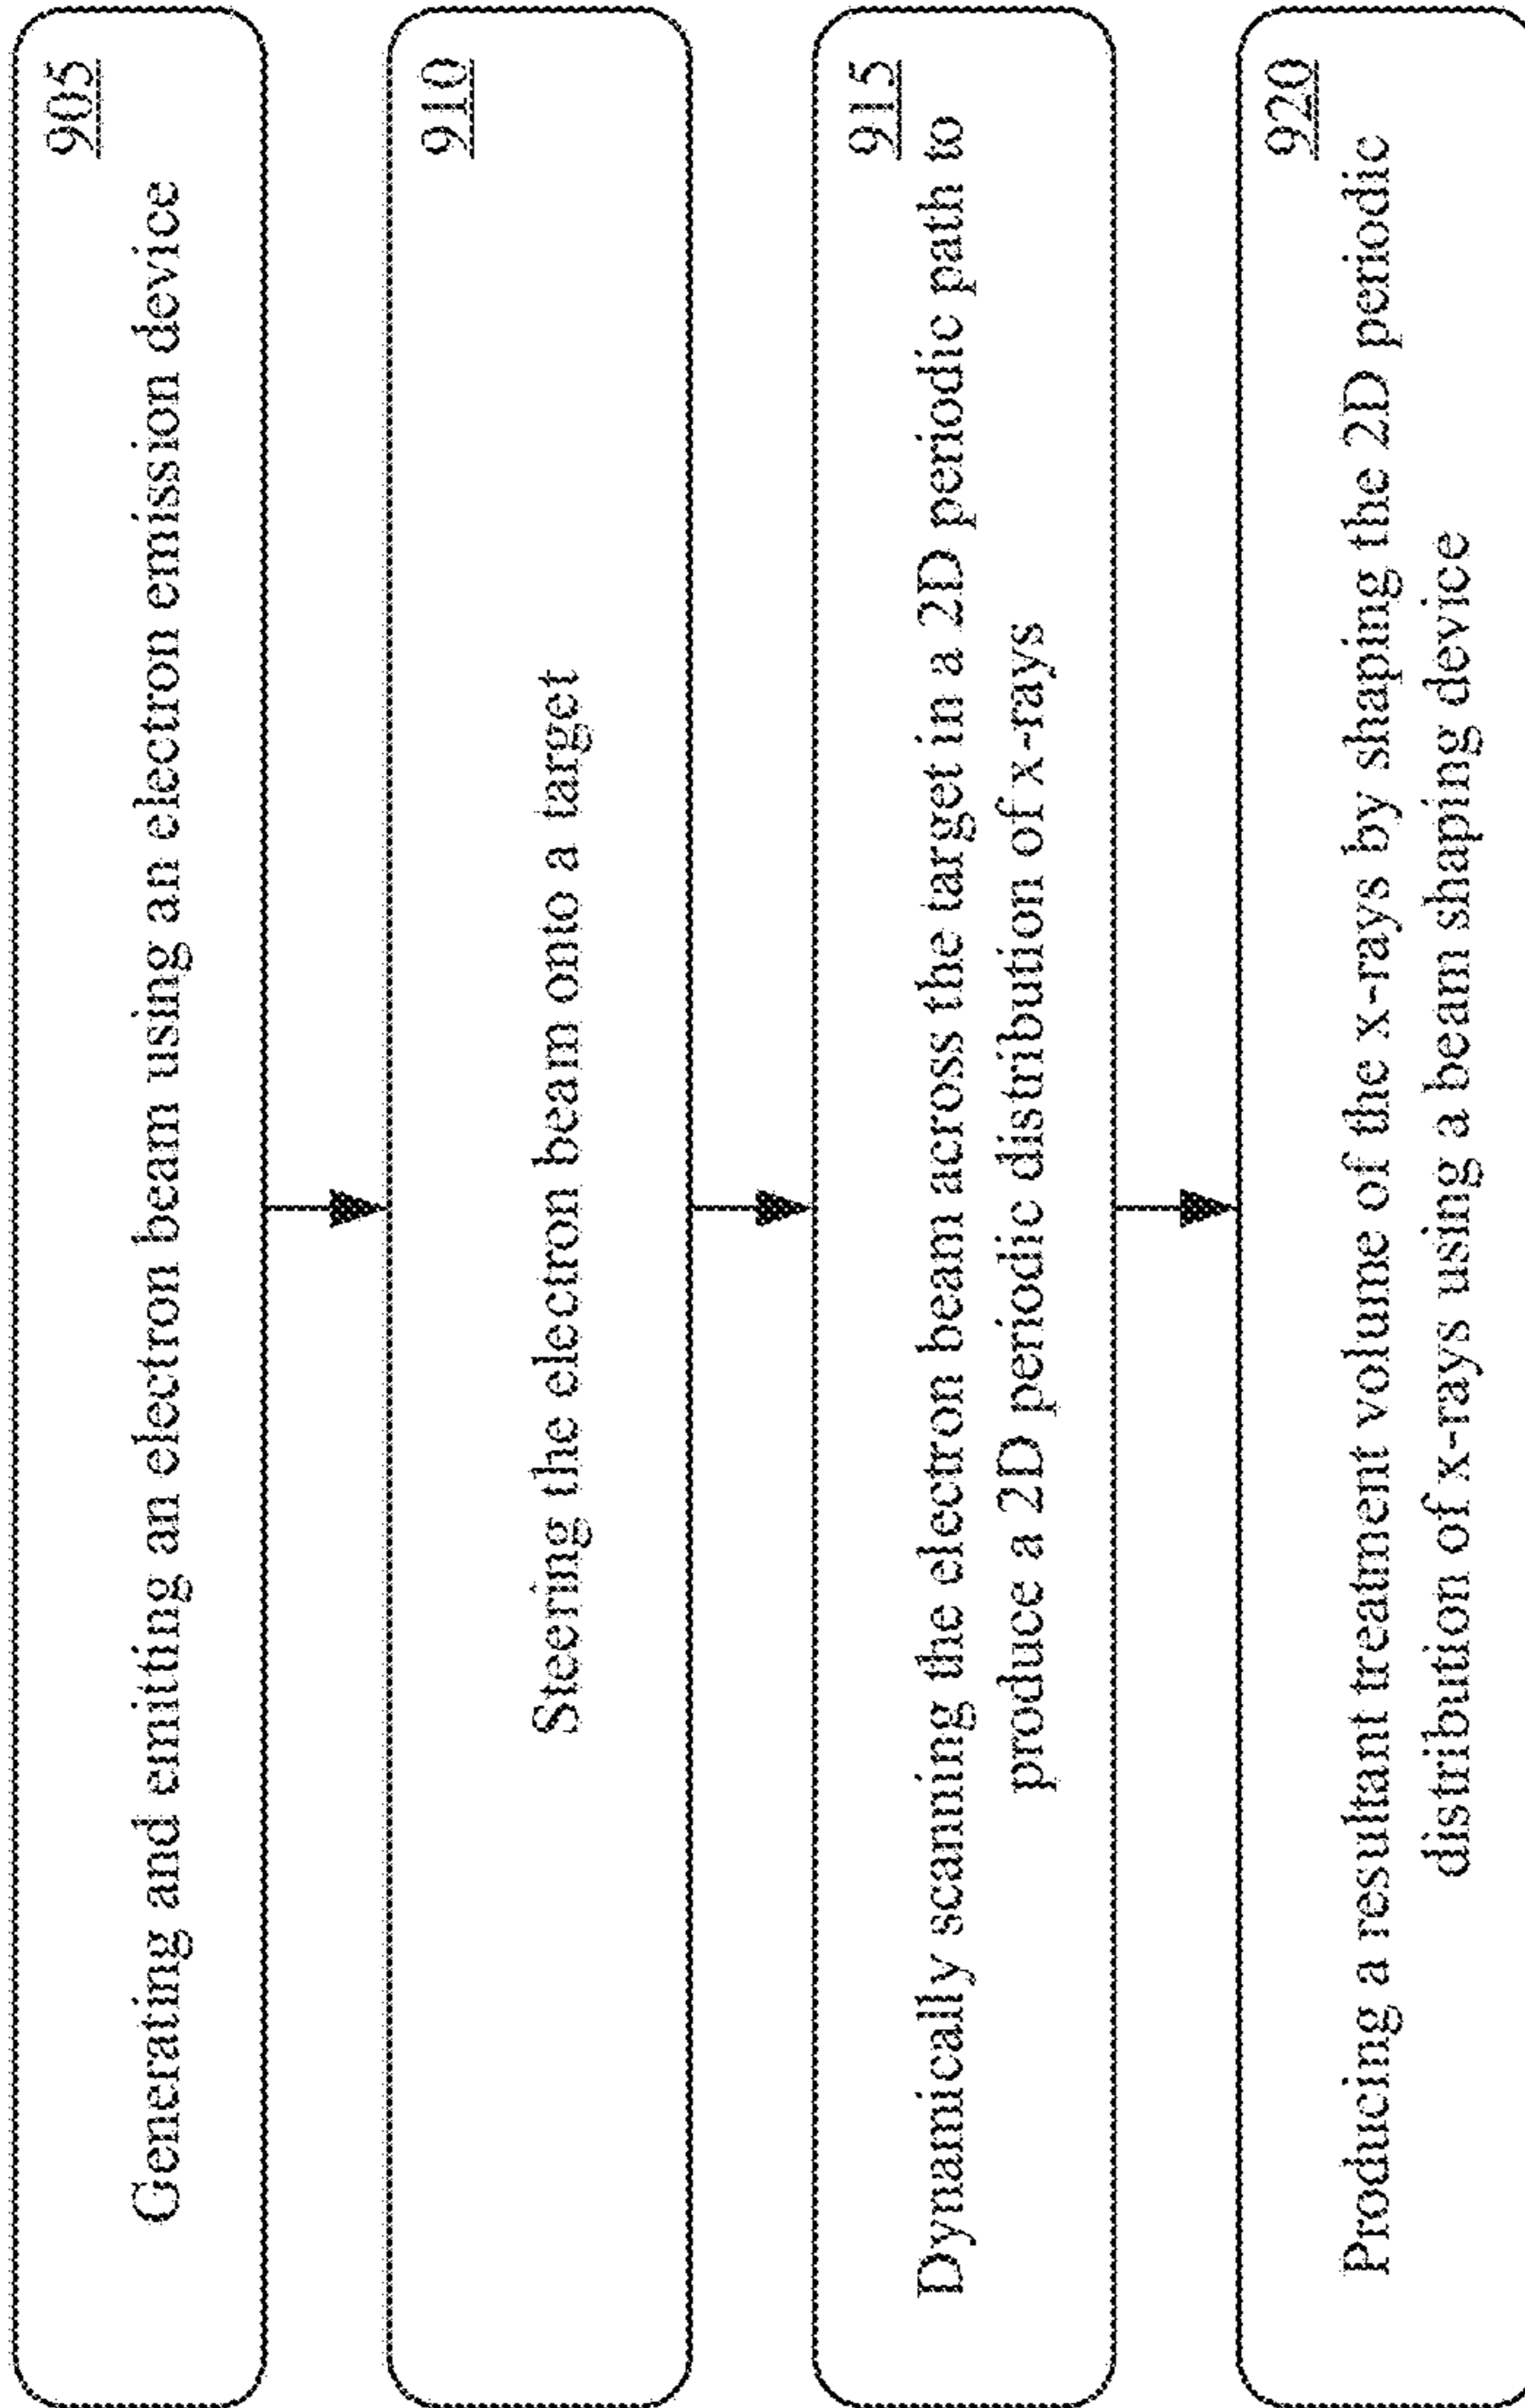 905
Generating and emitting an electron beam using an electron emission device
910
Steering the electron beam onto a target
915
Dynamically scanning the electron beam across the target in a 2D periodic path to
produce a 2D periodic distribution of x-rays
920
Producing a resultant treatment volume of the x-rays by shaping the 2D periodic
distribution of x-rays using a beam shaping device